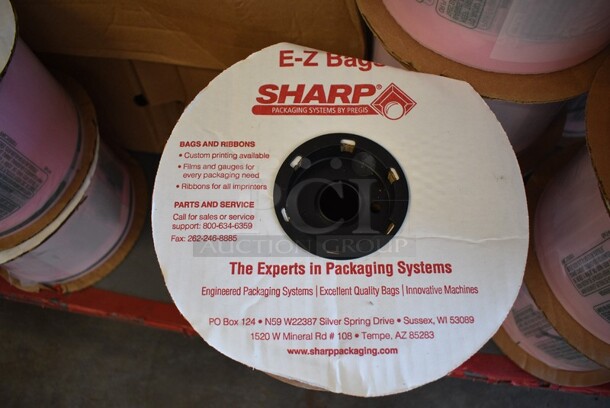 E-Z Bags
SHARP®
PACKAGING SYSTEMS BY PREGIS
BAGS AND RIBBONS
• Custom printing available
• Films and gauges for
every packaging need
• Ribbons for all imprinters
PARTS AND SERVICE
Call for sales or service
support: 800-634-6359
Fax: 262-246-8885
AUCTION GROUP
The Experts in Packaging Systems
Engineered Packaging Systems | Excellent Quality Bags | Innovative Machines
PO Box 124 • N59 W22387 Silver Spring Drive • Sussex, WI 53089
1520 W Mineral Rd # 108 • Tempe, AZ 85283
www.sharppackaging.com